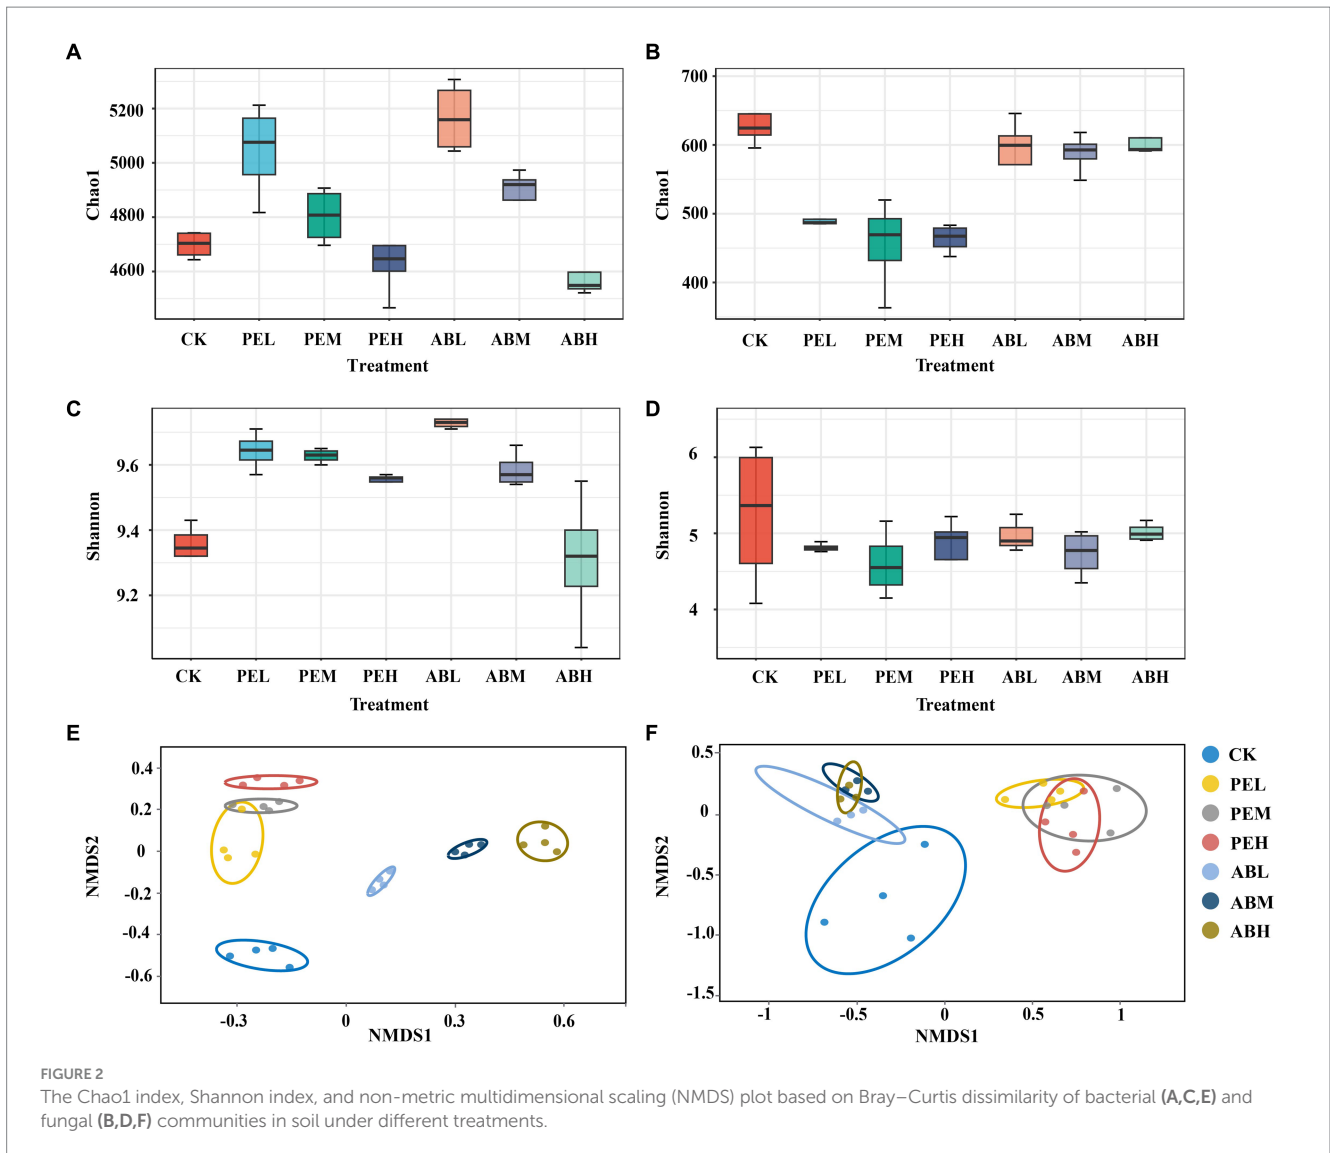 A
Chao1
5200
5000
4800
4600
CK PEL PEM PEH ABL ABM ABH
Treatment
B
Chao1
700
600
500
400
CK PEL PEM PEH ABL ABM ABH
Treatment
C
Shannon
9.6
9.4
9.2
CK PEL PEM PEH ABL ABM ABH
Treatment
D
Shannon
6
5
4
CK PEL PEM PEH ABL ABM ABH
Treatment
E
NMDS2
0.4
0.2
0
-0.2
-0.4
-0.6
-0.3 0 0.3 0.6
NMDS1
F
NMDS2
0.5
0
-0.5
-1.0
-1.5
-1 -0.5 0 0.5 1
NMDS1
CK
PEL
PEM
PEH
ABL
ABM
ABH
FIGURE 2
The Chao1 index, Shannon index, and non-metric multidimensional scaling (NMDS) plot based on Bray–Curtis dissimilarity of bacterial (A,C,E) and
fungal (B,D,F) communities in soil under different treatments.